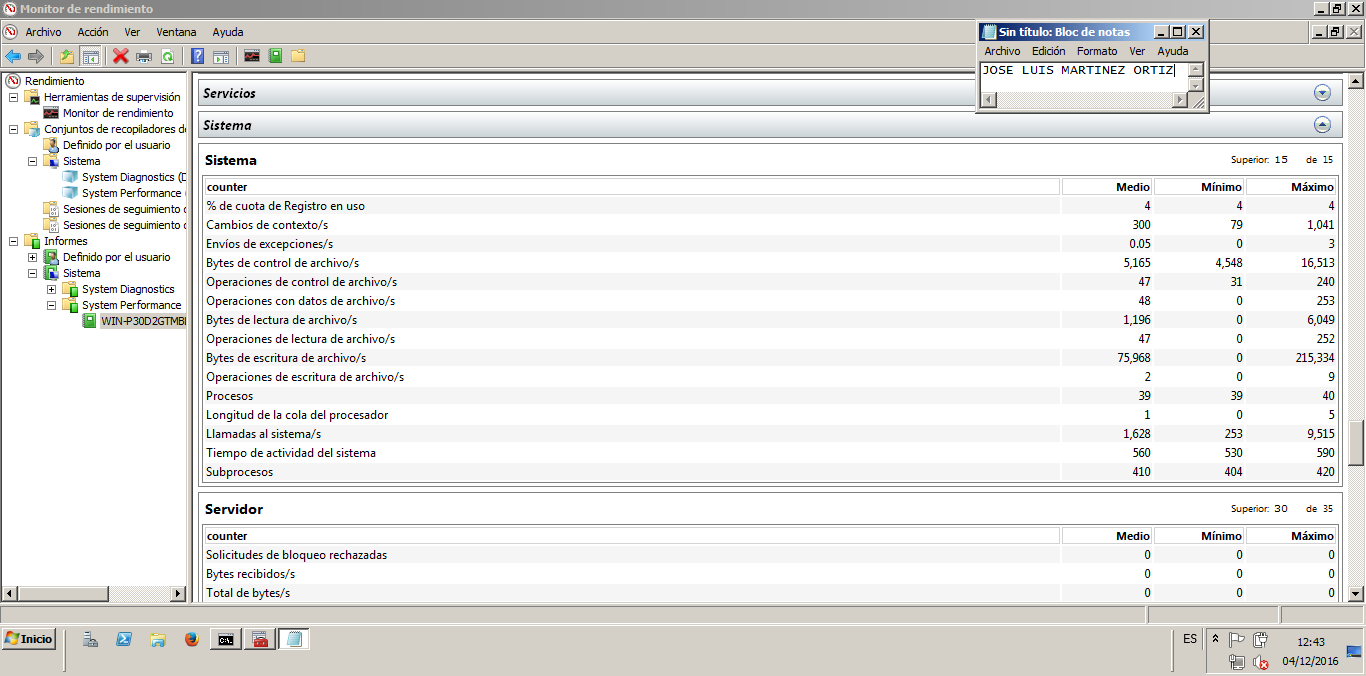 Monitor de rendimiento
Archivo Acción Ver Ventana Ayuda
Sin título: Bloc de notas
Archivo Edición Formato Ver Ayuda
JOSE LUIS MARTINEZ ORTIZ
Rendimiento
Herramientas de supervisión
Monitor de rendimiento
Conjuntos de recopiladores de
Definido por el usuario
Sistema
System Diagnostics (D
System Performance
Sesiones de seguimiento
Sesiones de seguimiento
Informes
Definido por el usuario
Sistema
System Diagnostics
System Performance
WIN-P30D2GTMB
Servicios
Sistema
Sistema Superior: 15 de 15
counter Medio Mínimo Máximo
% de cuota de Registro en uso 4 4 4
Cambios de contexto/s 300 79 1,041
Envíos de excepciones/s 0.05 0 3
Bytes de control de archivo/s 5,165 4,548 16,513
Operaciones de control de archivo/s 47 31 240
Operaciones con datos de archivo/s 48 0 253
Bytes de lectura de archivo/s 1,196 0 6,049
Operaciones de lectura de archivo/s 47 0 252
Bytes de escritura de archivo/s 75,968 0 215,334
Operaciones de escritura de archivo/s 2 0 9
Procesos 39 39 40
Longitud de la cola del procesador 1 0 5
Llamadas al sistema/s 1,628 253 9,515
Tiempo de actividad del sistema 560 530 590
Subprocesos 410 404 420
Servidor Superior: 30 de 35
counter Medio Mínimo Máximo
Solicitudes de bloqueo rechazadas 0 0 0
Bytes recibidos/s 0 0 0
Total de bytes/s 0 0 0
Inicio
ES
12:43
04/12/2016